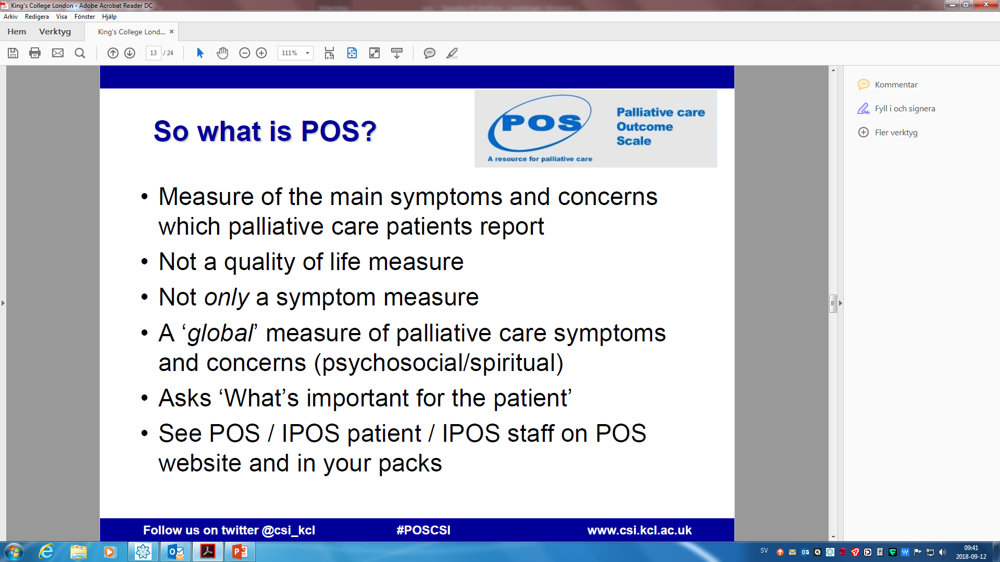 King's College London - Adobe Acrobat Reader DC
Arkiv Redigera Visa Fönster Hjälp
Hem Verktyg King's College Lond... ×
13 / 24 111%
Kommentar
Fyll i och signera
Fler verktyg
So what is POS?
POS
A resource for palliative care
Palliative care
Outcome
Scale
• Measure of the main symptoms and concerns
which palliative care patients report
• Not a quality of life measure
• Not only a symptom measure
• A ‘global’ measure of palliative care symptoms
and concerns (psychosocial/spiritual)
• Asks ‘What’s important for the patient’
• See POS / IPOS patient / IPOS staff on POS
website and in your packs
Follow us on twitter @csi_kcl #POSCSI www.csi.kcl.ac.uk
SV 09:41
2018-09-12